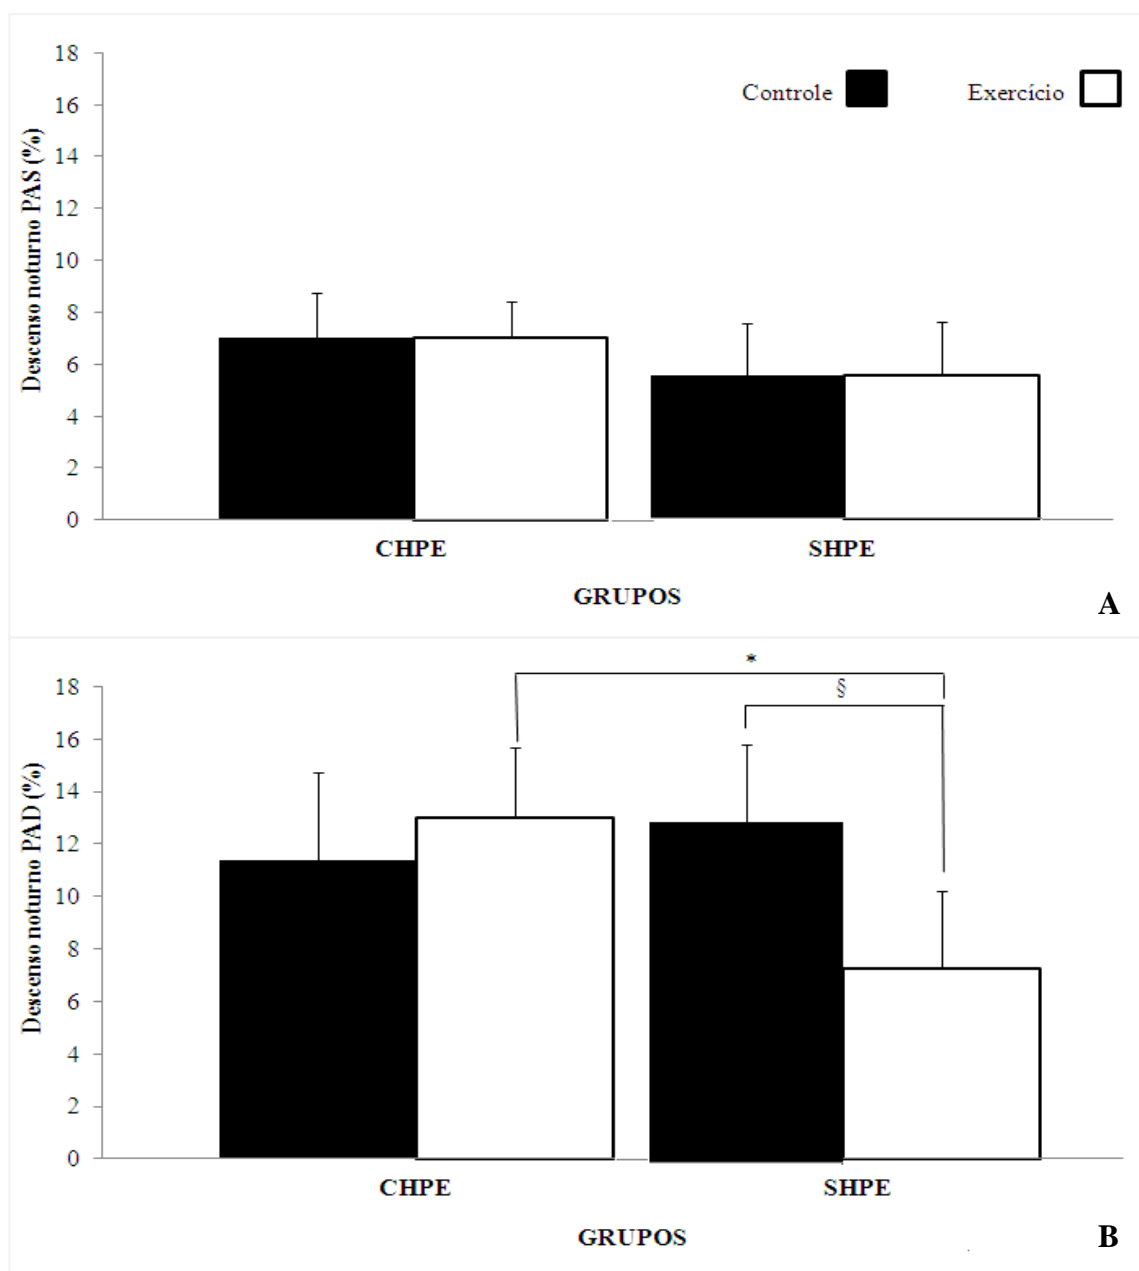 Descenso noturno PAS (%)
18
16
14
12
10
8
6
4
2
0
Controle
Exercício
CHPE
SHPE
GRUPOS
A
Descenso noturno PAD (%)
18
16
14
12
10
8
6
4
2
0
*
§
CHPE
SHPE
GRUPOS
B